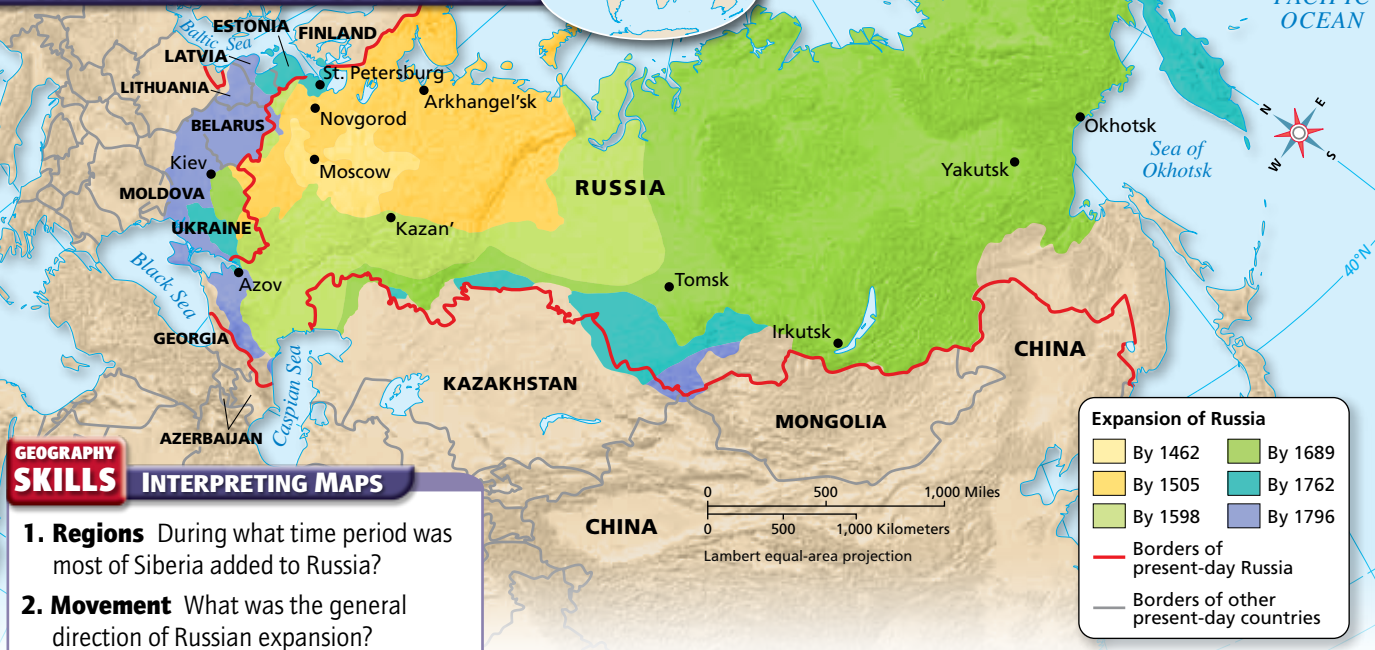 PACIFIC
OCEAN
ESTONIA
FINLAND
Baltic Sea
LATVIA
St. Petersburg
LITHUANIA
Arkhangel'sk
Novgorod
BELARUS
Okhotsk
N
E
W
S
Sea of
Okhotsk
Kiev
Moscow
Yakutsk
RUSSIA
MOLDOVA
Kazan'
UKRAINE
40°N
Black Sea
Azov
Tomsk
Irkutsk
GEORGIA
CHINA
Caspian Sea
KAZAKHSTAN
MONGOLIA
AZERBAIJAN
CHINA
0 500 1,000 Miles
0 500 1,000 Kilometers
Lambert equal-area projection
Expansion of Russia
By 1462
By 1505
By 1598
By 1689
By 1762
By 1796
Borders of
present-day Russia
Borders of other
present-day countries
GEOGRAPHY
SKILLS
INTERPRETING MAPS
1. Regions During what time period was
most of Siberia added to Russia?
2. Movement What was the general
direction of Russian expansion?